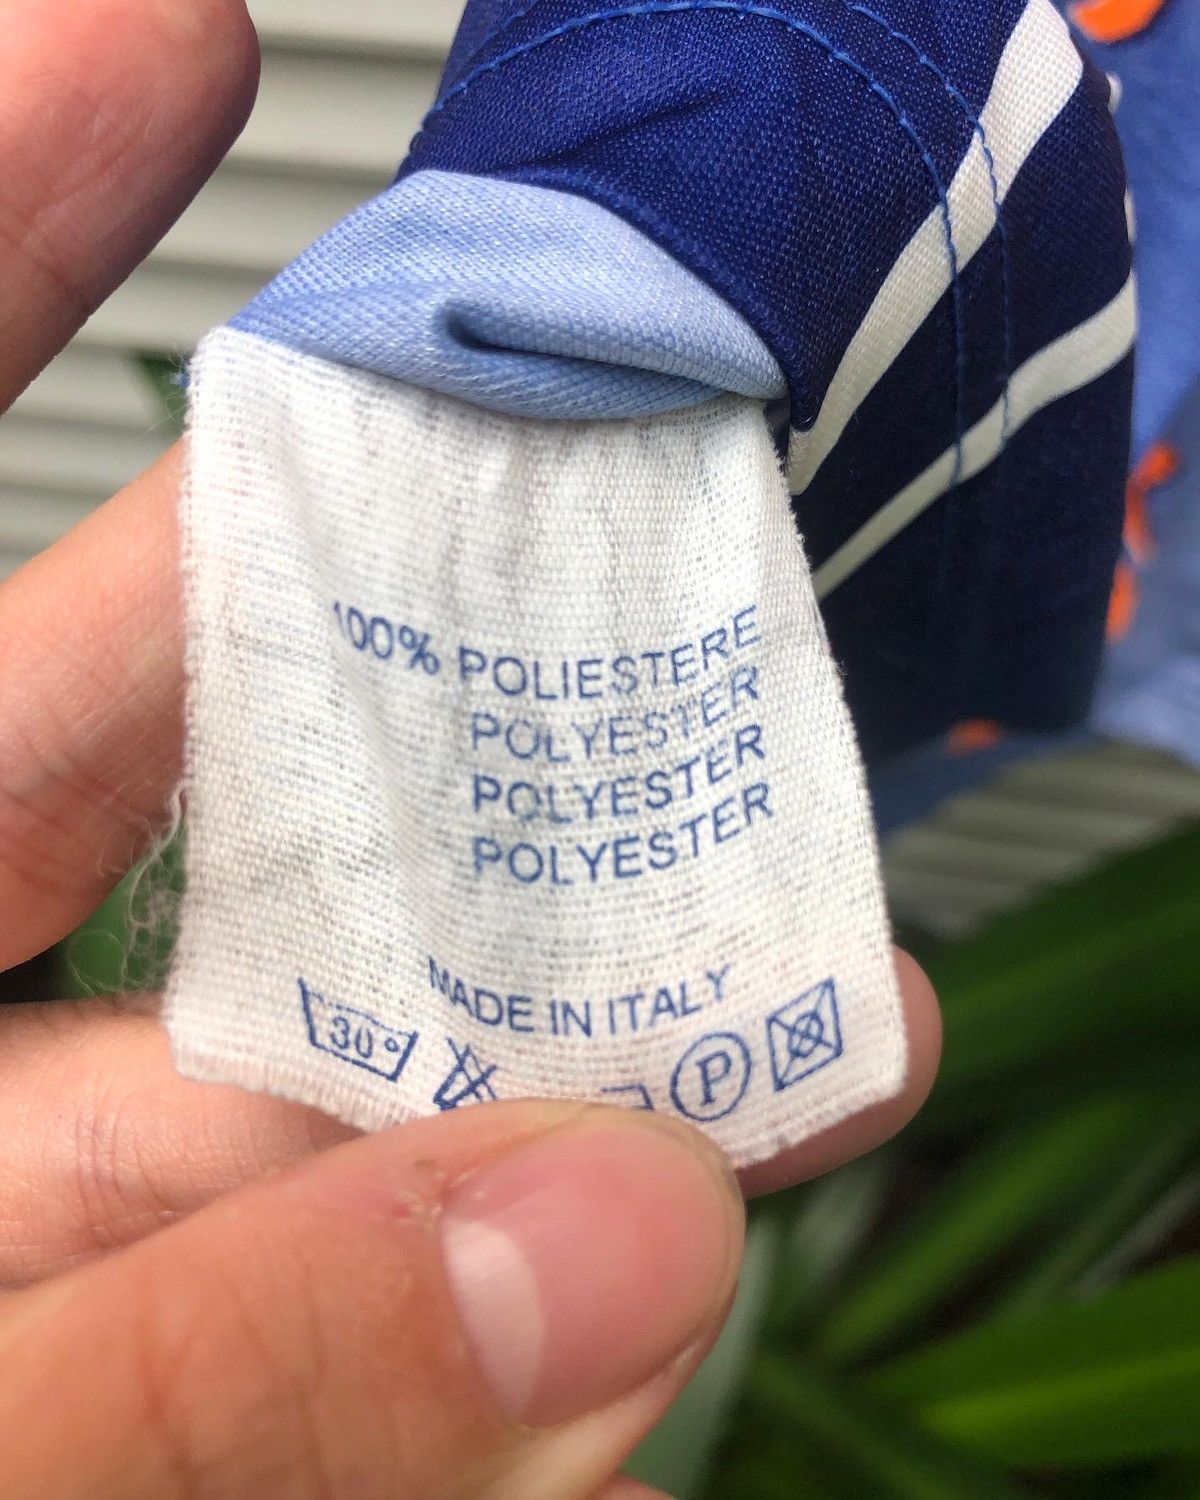 100% POLIESTERE
POLYESTER
POLYESTER
POLYESTER
MADE IN ITALY
30° P